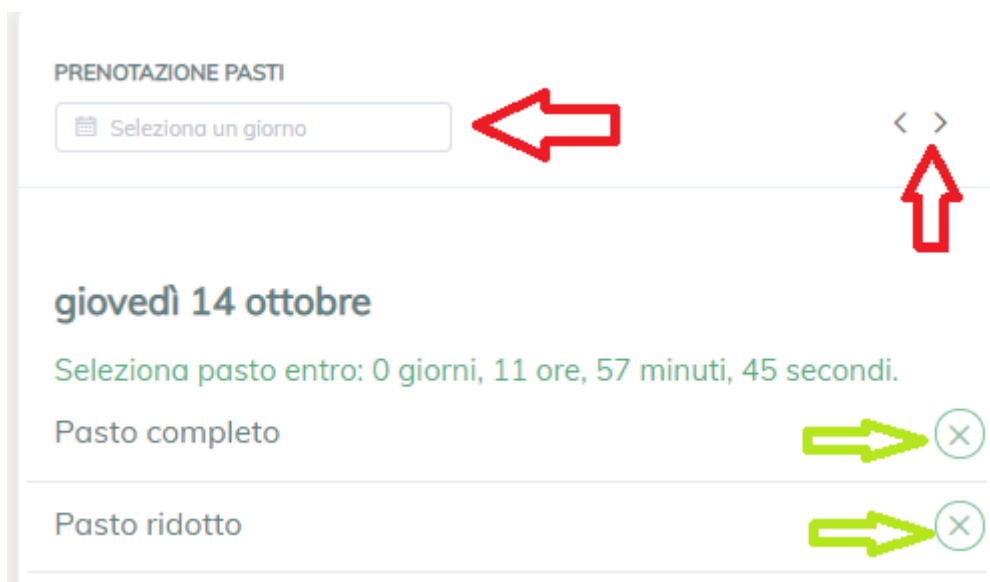 PRENOTAZIONE PASTI
Seleziona un giorno
giovedì 14 ottobre
Seleziona pasto entro: 0 giorni, 11 ore, 57 minuti, 45 secondi.
Pasto completo
Pasto ridotto